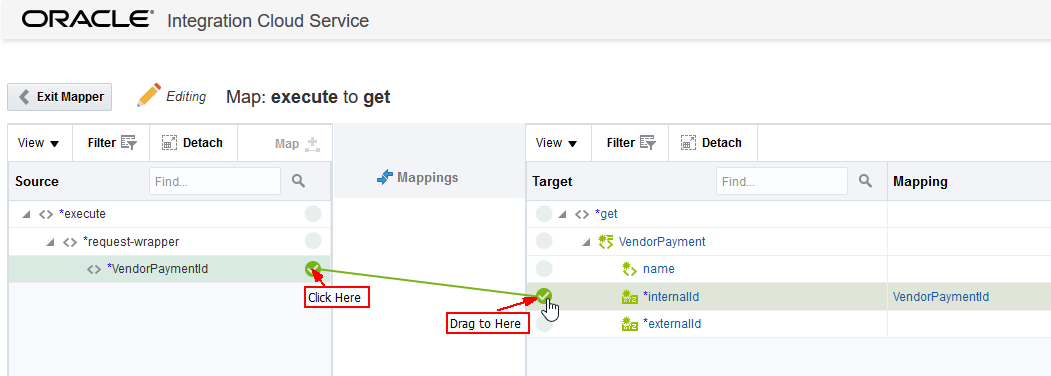 ORACLE® Integration Cloud Service
Exit Mapper Editing Map: execute to get
View Filter Detach Map View Filter Detach
Source Find... Mappings Target Find... Mapping
*execute *get
*request-wrapper VendorPayment
*VendorPaymentId name
Click Here *internalId VendorPaymentId
Drag to Here *externalId